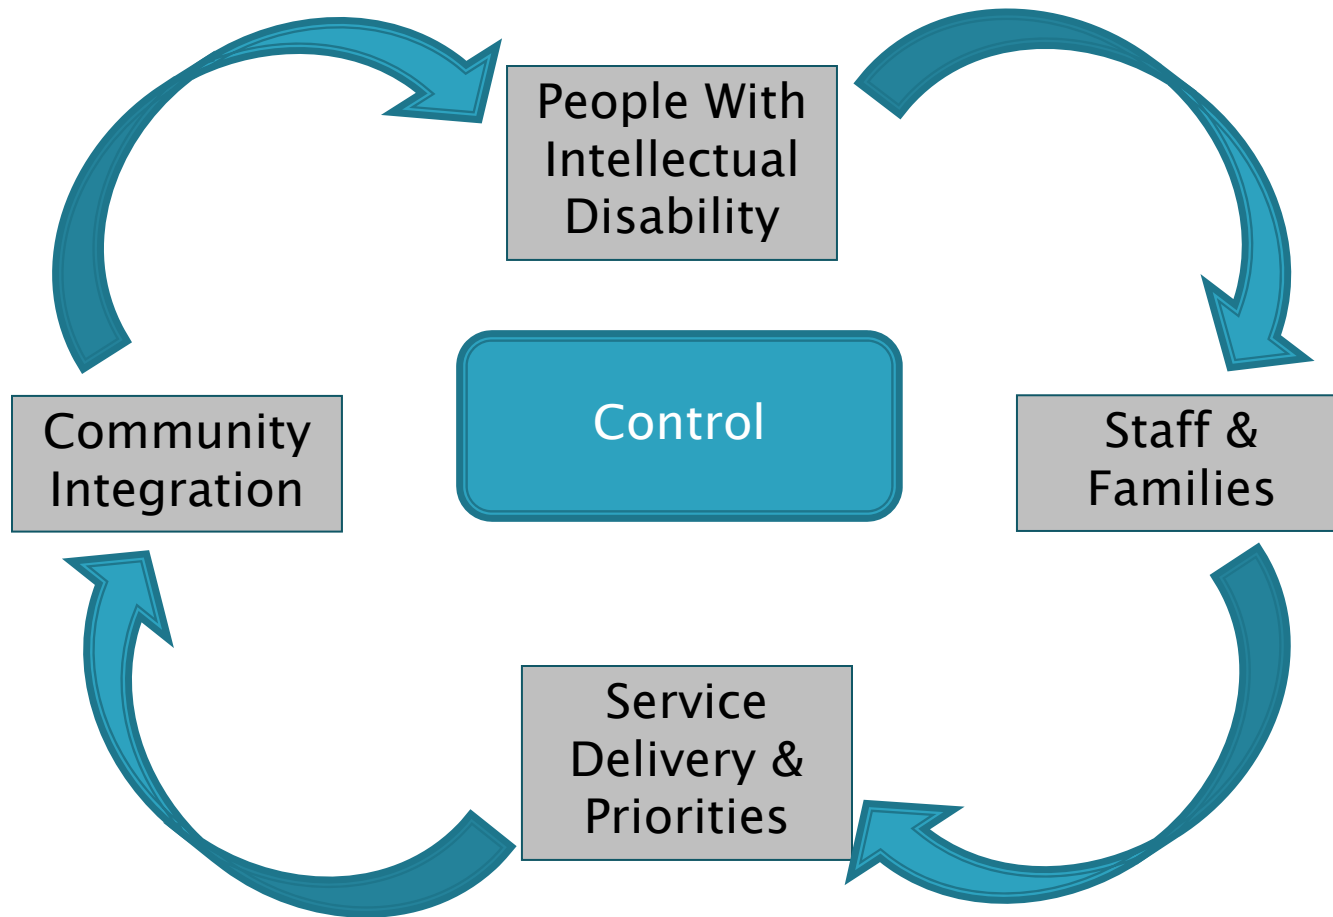 People With
Intellectual
Disability
Control
Community
Integration
Staff &
Families
Service
Delivery &
Priorities